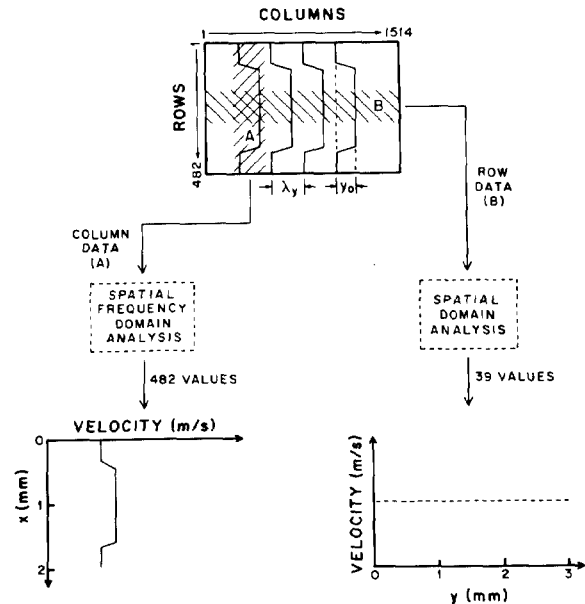 COLUMNS
1 1514
ROWS
482
A
B
λy
yo
COLUMN
DATA
(A)
ROW
DATA
(B)
SPATIAL
FREQUENCY
DOMAIN
ANALYSIS
SPATIAL
DOMAIN
ANALYSIS
482 VALUES
39 VALUES
VELOCITY (m/s)
0
1
2
x (mm)
VELOCITY (m/s)
0 1 2 3
y (mm)